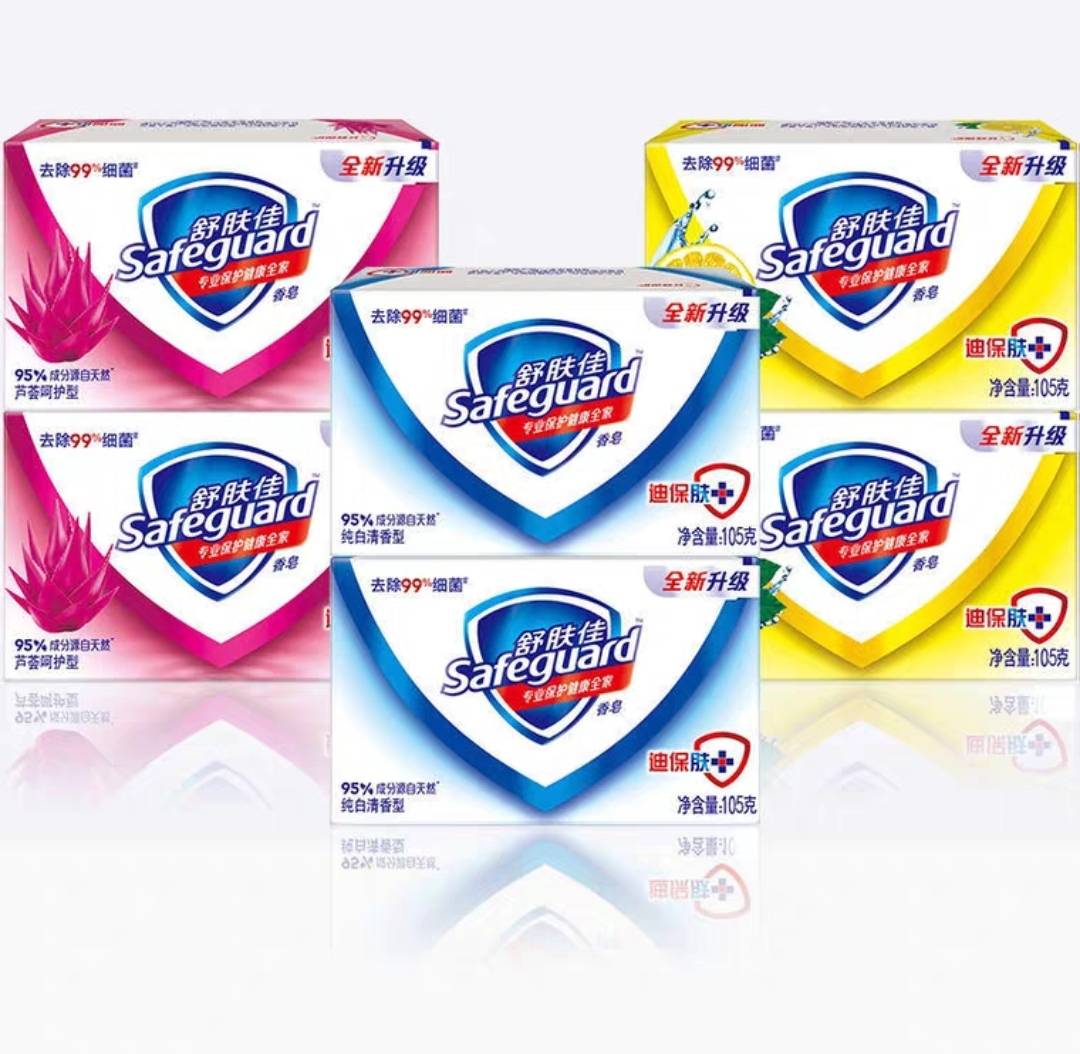 去除99%细菌#
全新升级
舒肤佳
Safeguard
专业保护健康全家
香皂
95%成分源自天然*
芦荟呵护型
去除99%细菌#
全新升级
舒肤佳
Safeguard
专业保护健康全家
香皂
迪保肤
净含量:105克
去除99%细菌#
全新升级
舒肤佳
Safeguard
专业保护健康全家
香皂
迪保肤
95%成分源自天然*
纯白清香型
净含量:105克
去除99%细菌#
舒肤佳
Safeguard
专业保护健康全家
香皂
95%成分源自天然*
芦荟呵护型
菌#
全新升级
舒肤佳
Safeguard
专业保护健康全家
香皂
迪保肤
净含量:105克
去除99%细菌#
全新升级
舒肤佳
Safeguard
专业保护健康全家
香皂
迪保肤
95%成分源自天然*
纯白清香型
净含量:105克